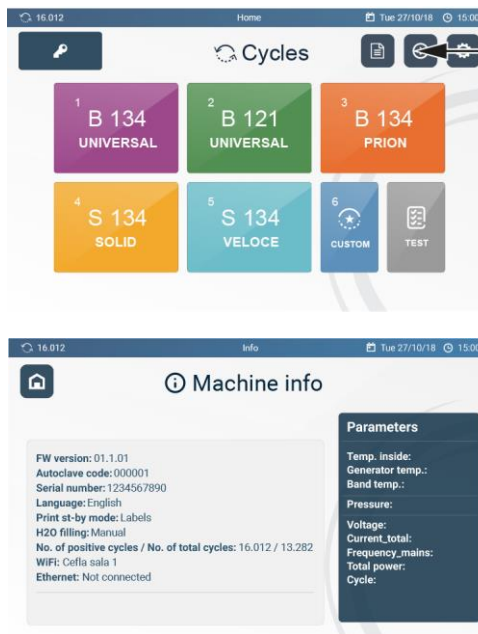 16.012 Home Tue 27/10/18 15:00
Cycles
1 2 3
B 134 B 121 B 134
UNIVERSAL UNIVERSAL PRION
4 5 6
S 134 S 134
SOLID VELOCE CUSTOM TEST
16.012 Info Tue 27/10/18 15:00
Machine info
Parameters
FW version: 01.1.01
Autoclave code: 000001
Serial number: 1234567890
Language: English
Print st-by mode: Labels
H2O filling: Manual
No. of positive cycles / No. of total cycles: 16.012 / 13.282
WiFi: Cefla sala 1
Ethernet: Not connected
Temp. inside:
Generator temp.:
Band temp.:
Pressure:
Voltage:
Current_total:
Frequency_mains:
Total power:
Cycle: